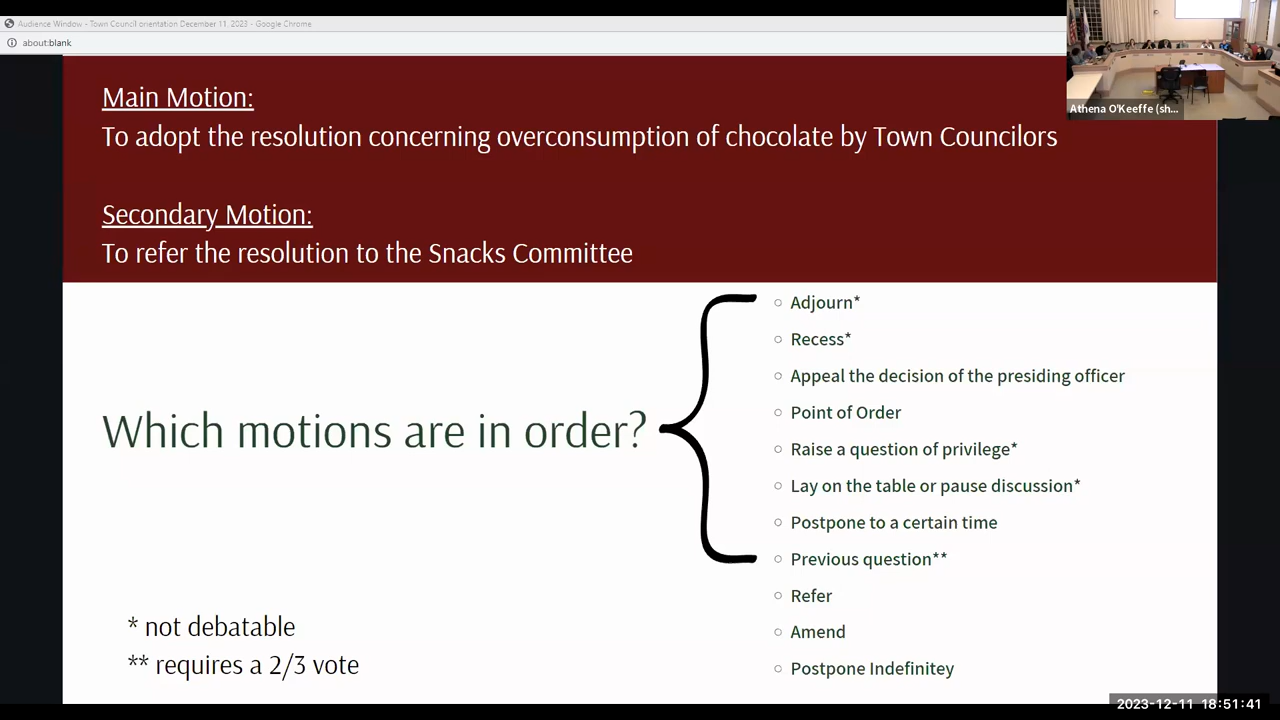 Audience Window - Town Council orientation December 11, 2023 - Google Chrome
about:blank
Athena O'Keeffe (sh...
Main Motion:
To adopt the resolution concerning overconsumption of chocolate by Town Councilors
Secondary Motion:
To refer the resolution to the Snacks Committee
Which motions are in order?
Adjourn*
Recess*
Appeal the decision of the presiding officer
Point of Order
Raise a question of privilege*
Lay on the table or pause discussion*
Postpone to a certain time
Previous question**
Refer
Amend
Postpone Indefinitey
* not debatable
** requires a 2/3 vote
2023-12-11 18:51:41